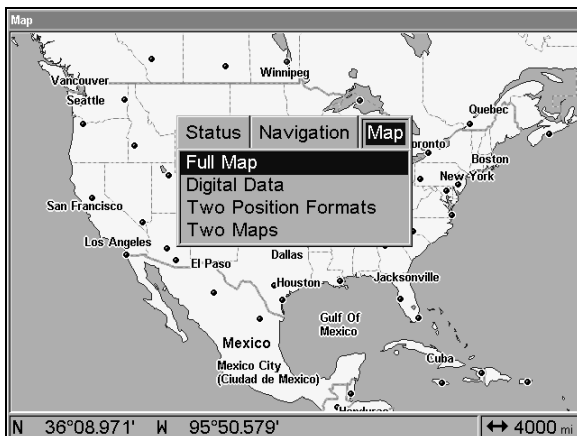 Map
Winnipeg
Vancouver
Seattle
Quebec
Status Navigation Map
oronto
Full Map
Boston
Digital Data
New York
Two Position Formats
San Francisco
Two Maps
Los Angeles
El Paso
Dallas
Houston
Jacksonville
Gulf Of
Mexico
Mexico
Cuba
Mexico City
(Ciudad de Mexico)
Honduras
N 36°08.971' W 95°50.579' ↔ 4000 mi